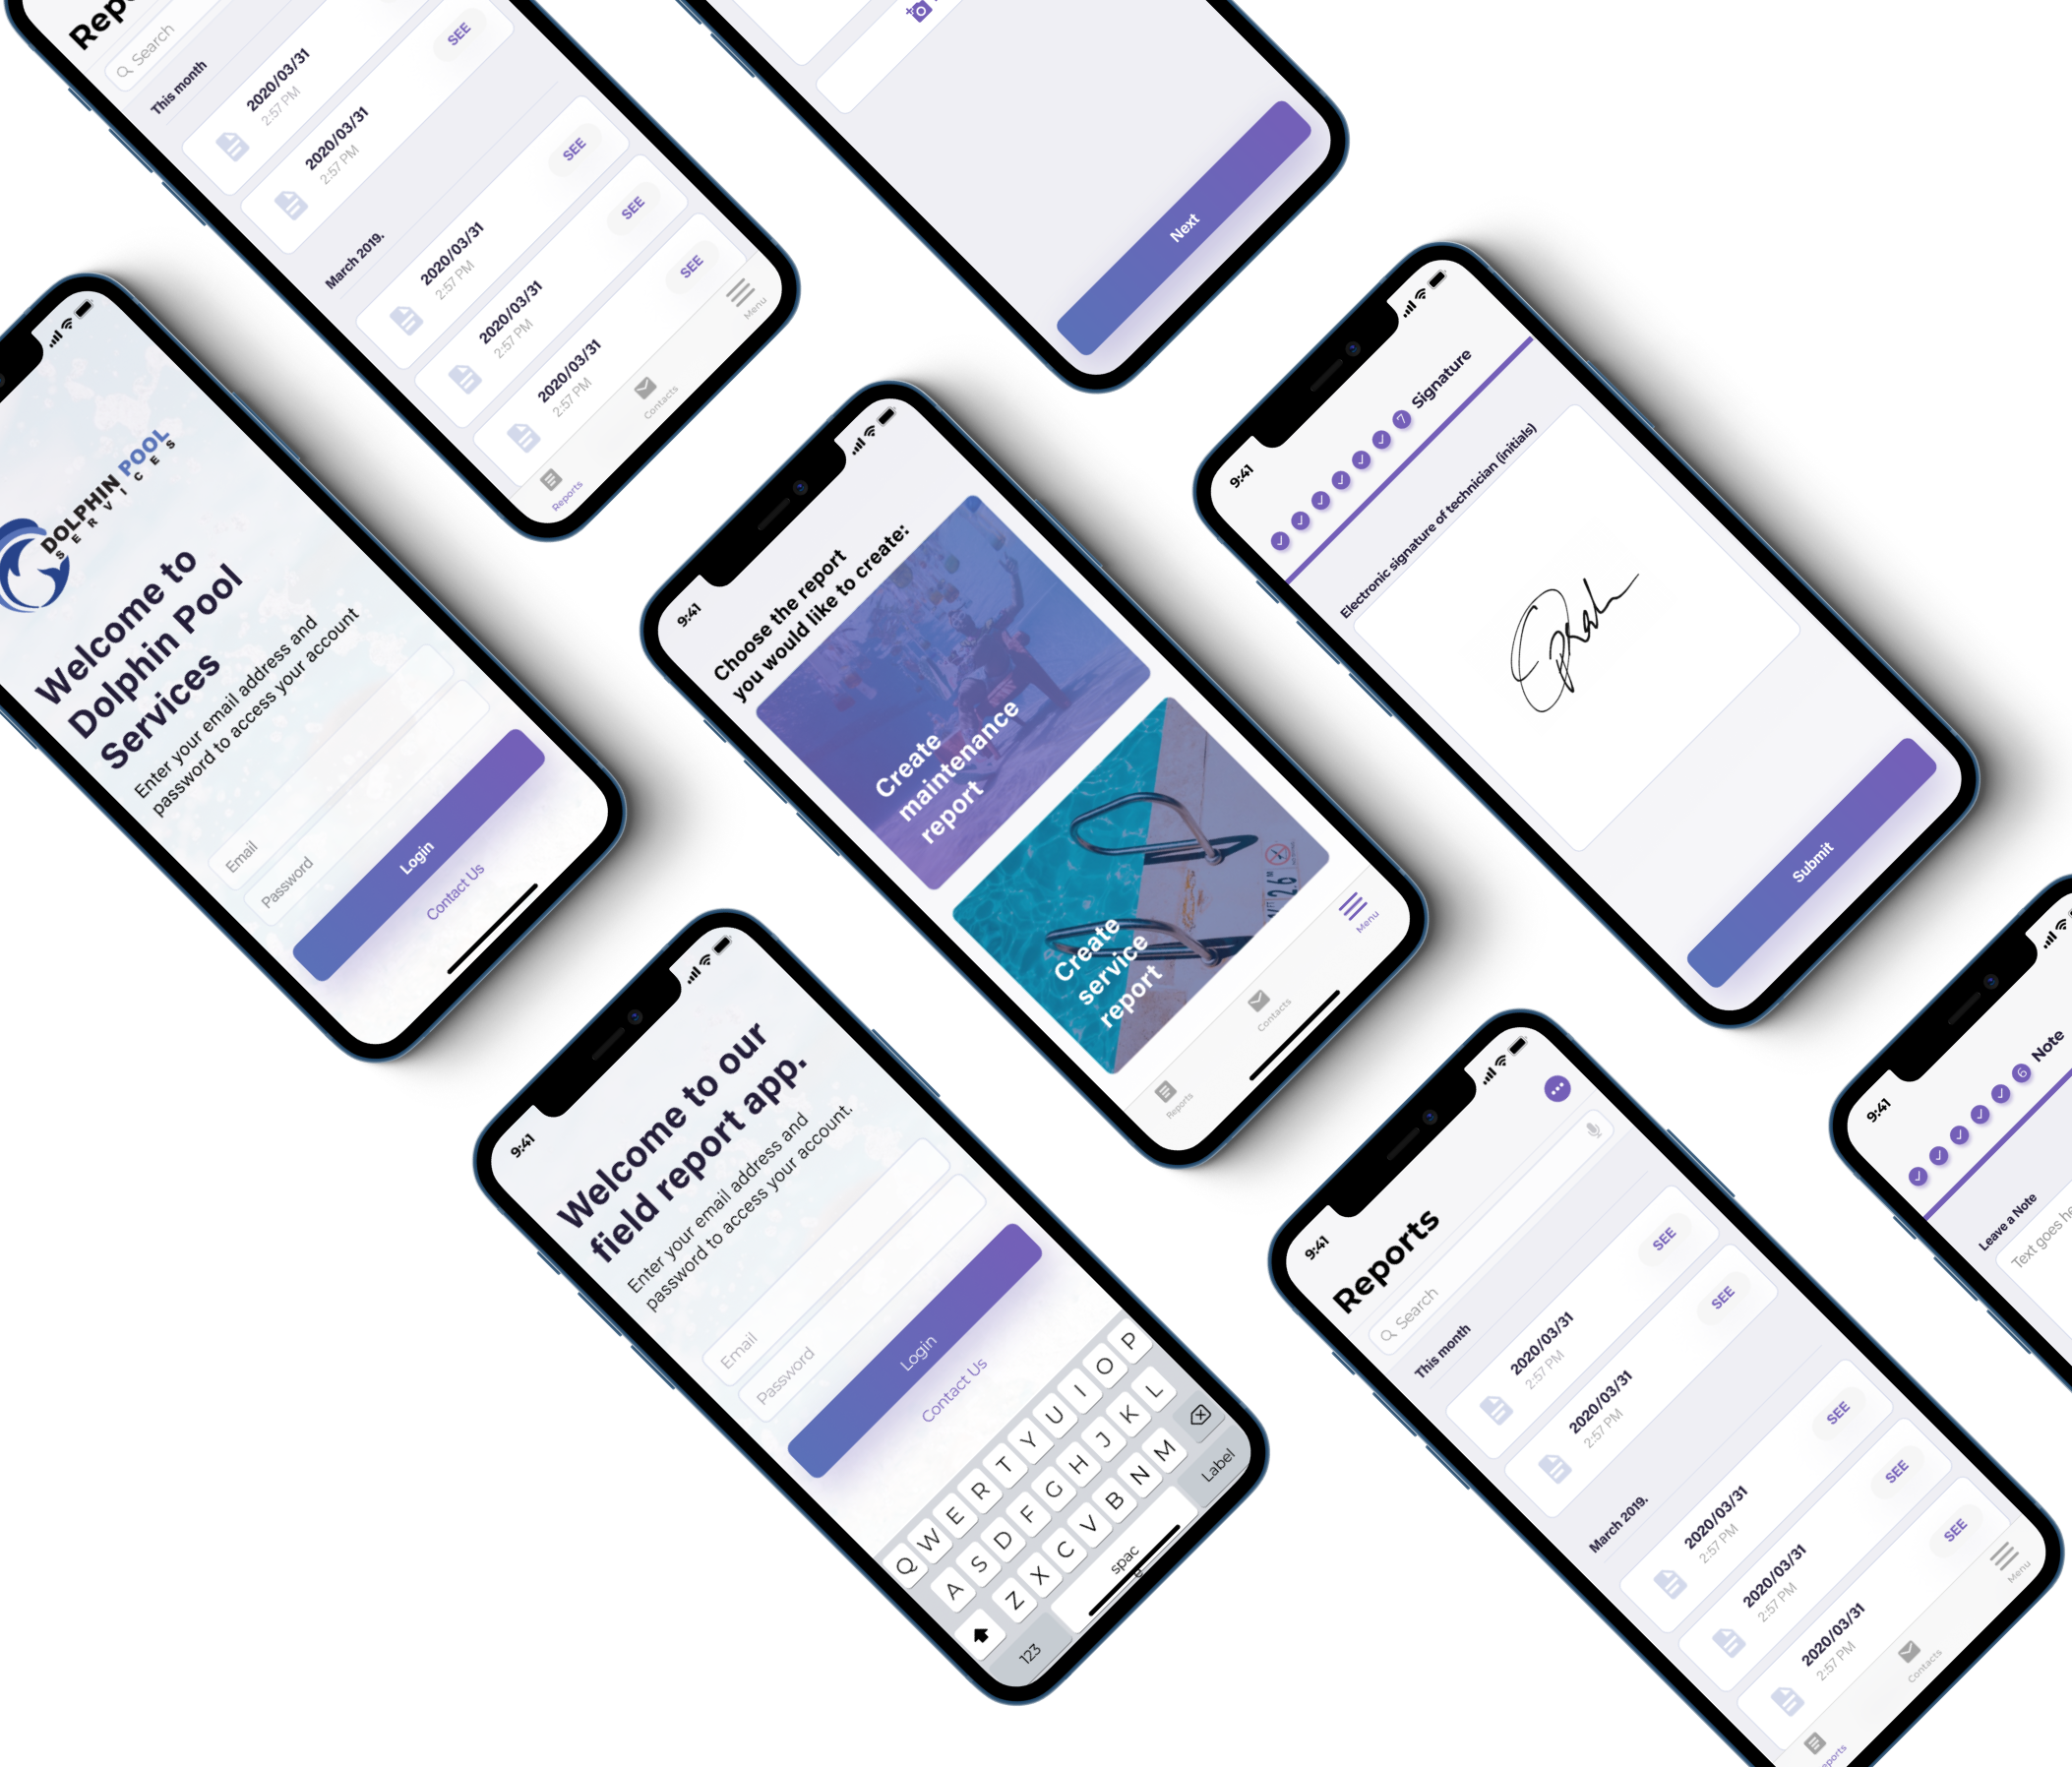 Search
This month
2020/03/31
2:57 PM
SEE
2020/03/31
2:57 PM
March 2019.
2020/03/31
2:57 PM
SEE
2020/03/31
2:57 PM
SEE
2020/03/31
2:57 PM
SEE
Reports
Contacts
Menu
Next
DOLPHIN POOL
SERVICES
Welcome to
Dolphin Pool
Services
Enter your email address and
password to access your account
Email
Password
Login
Contact Us
9:41
Choose the report
you would like to create:
Create
maintenance
report
Create
service
report
Reports
Contacts
Menu
9:41
7 Signature
Electronic signature of technician (initials)
Submit
9:41
Welcome to our
field report app.
Enter your email address and
password to access your account.
Email
Password
Login
Contact Us
Q W E R T Y U I O P
A S D F G H J K L
Z X C V B N M
123
spac
e
Label
9:41
Reports
Search
This month
2020/03/31
2:57 PM
SEE
2020/03/31
2:57 PM
SEE
March 2019.
2020/03/31
2:57 PM
SEE
2020/03/31
2:57 PM
SEE
2020/03/31
2:57 PM
SEE
Contacts
Menu
9:41
6 Note
Leave a Note
Text goes